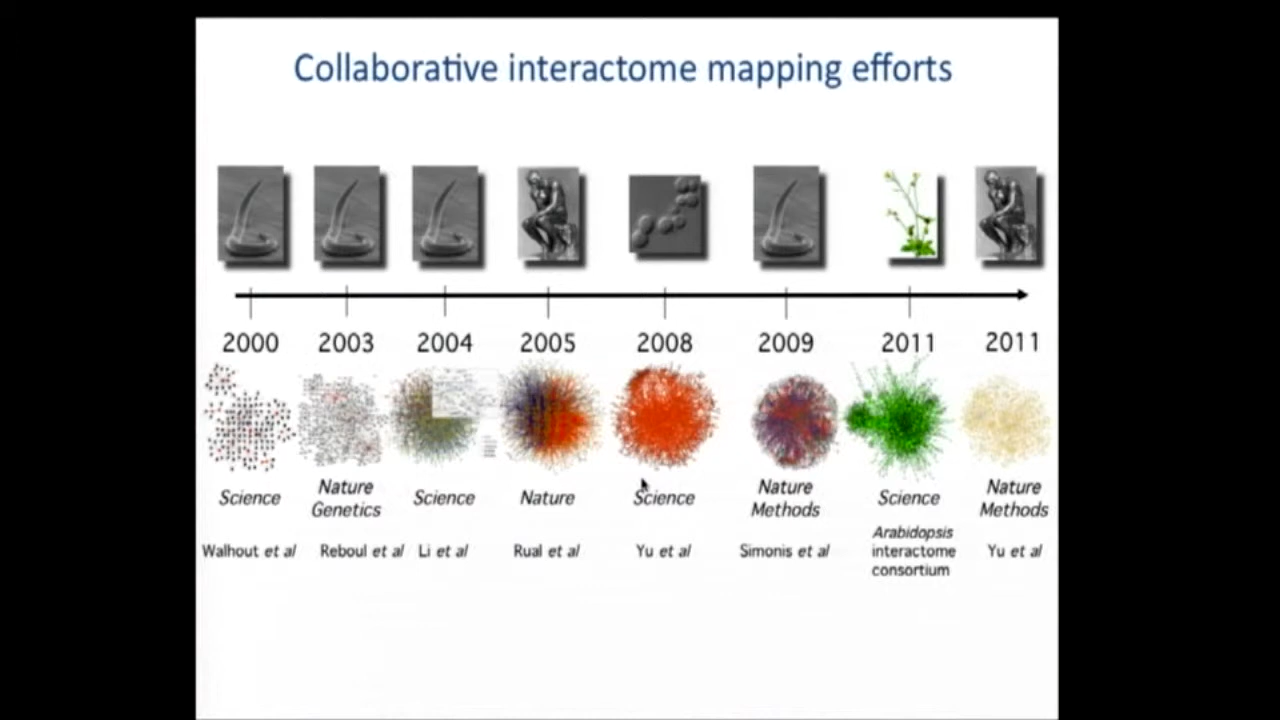 Collaborative interactome mapping efforts
2000 2003 2004 2005 2008 2009 2011 2011
Science
Nature Genetics
Science
Nature
Science
Nature Methods
Science
Nature Methods
Walhout et al
Reboul et al
Li et al
Rual et al
Yu et al
Simonis et al
Arabidopsis
interactome
consortium
Yu et al